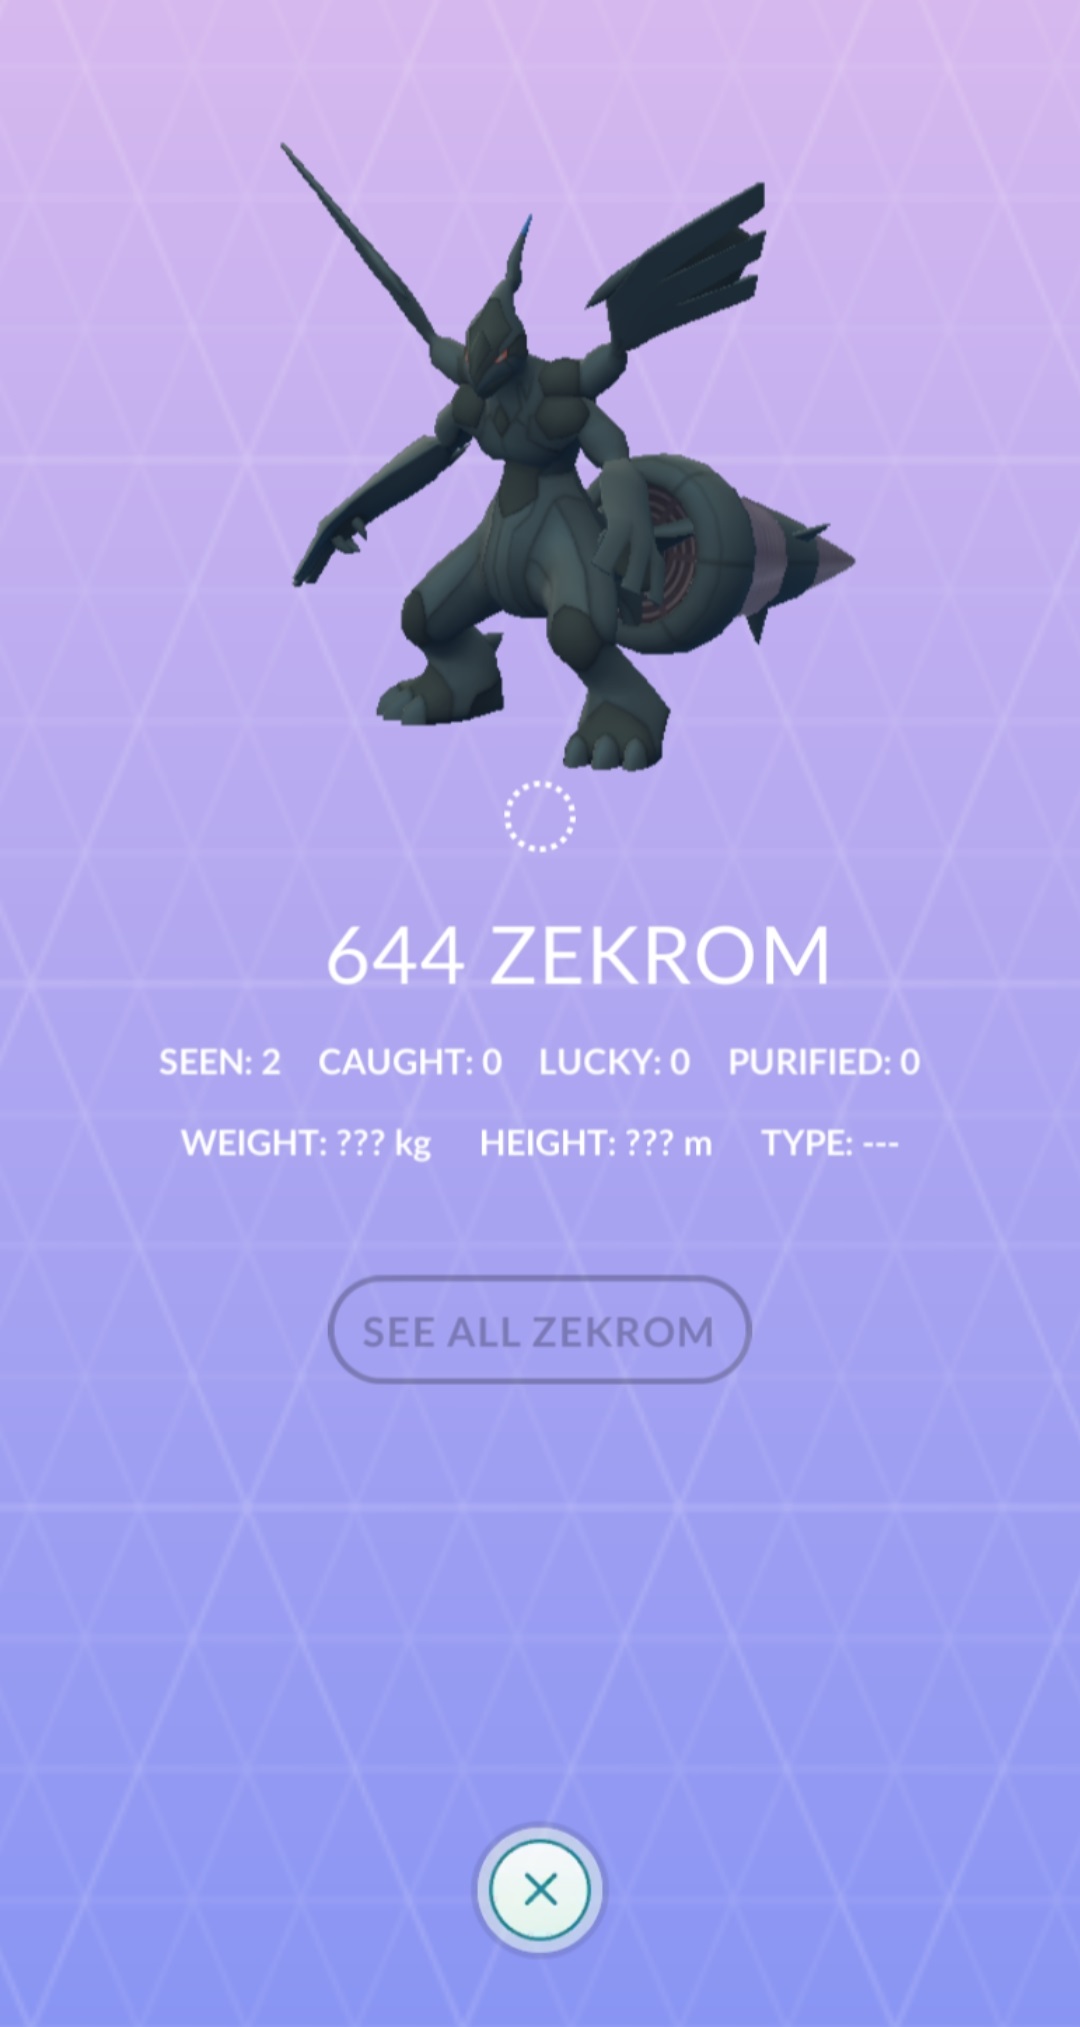 644 ZEKROM
SEEN: 2 CAUGHT: 0 LUCKY: 0 PURIFIED: 0
WEIGHT: ??? kg HEIGHT: ??? m TYPE: ---
SEE ALL ZEKROM